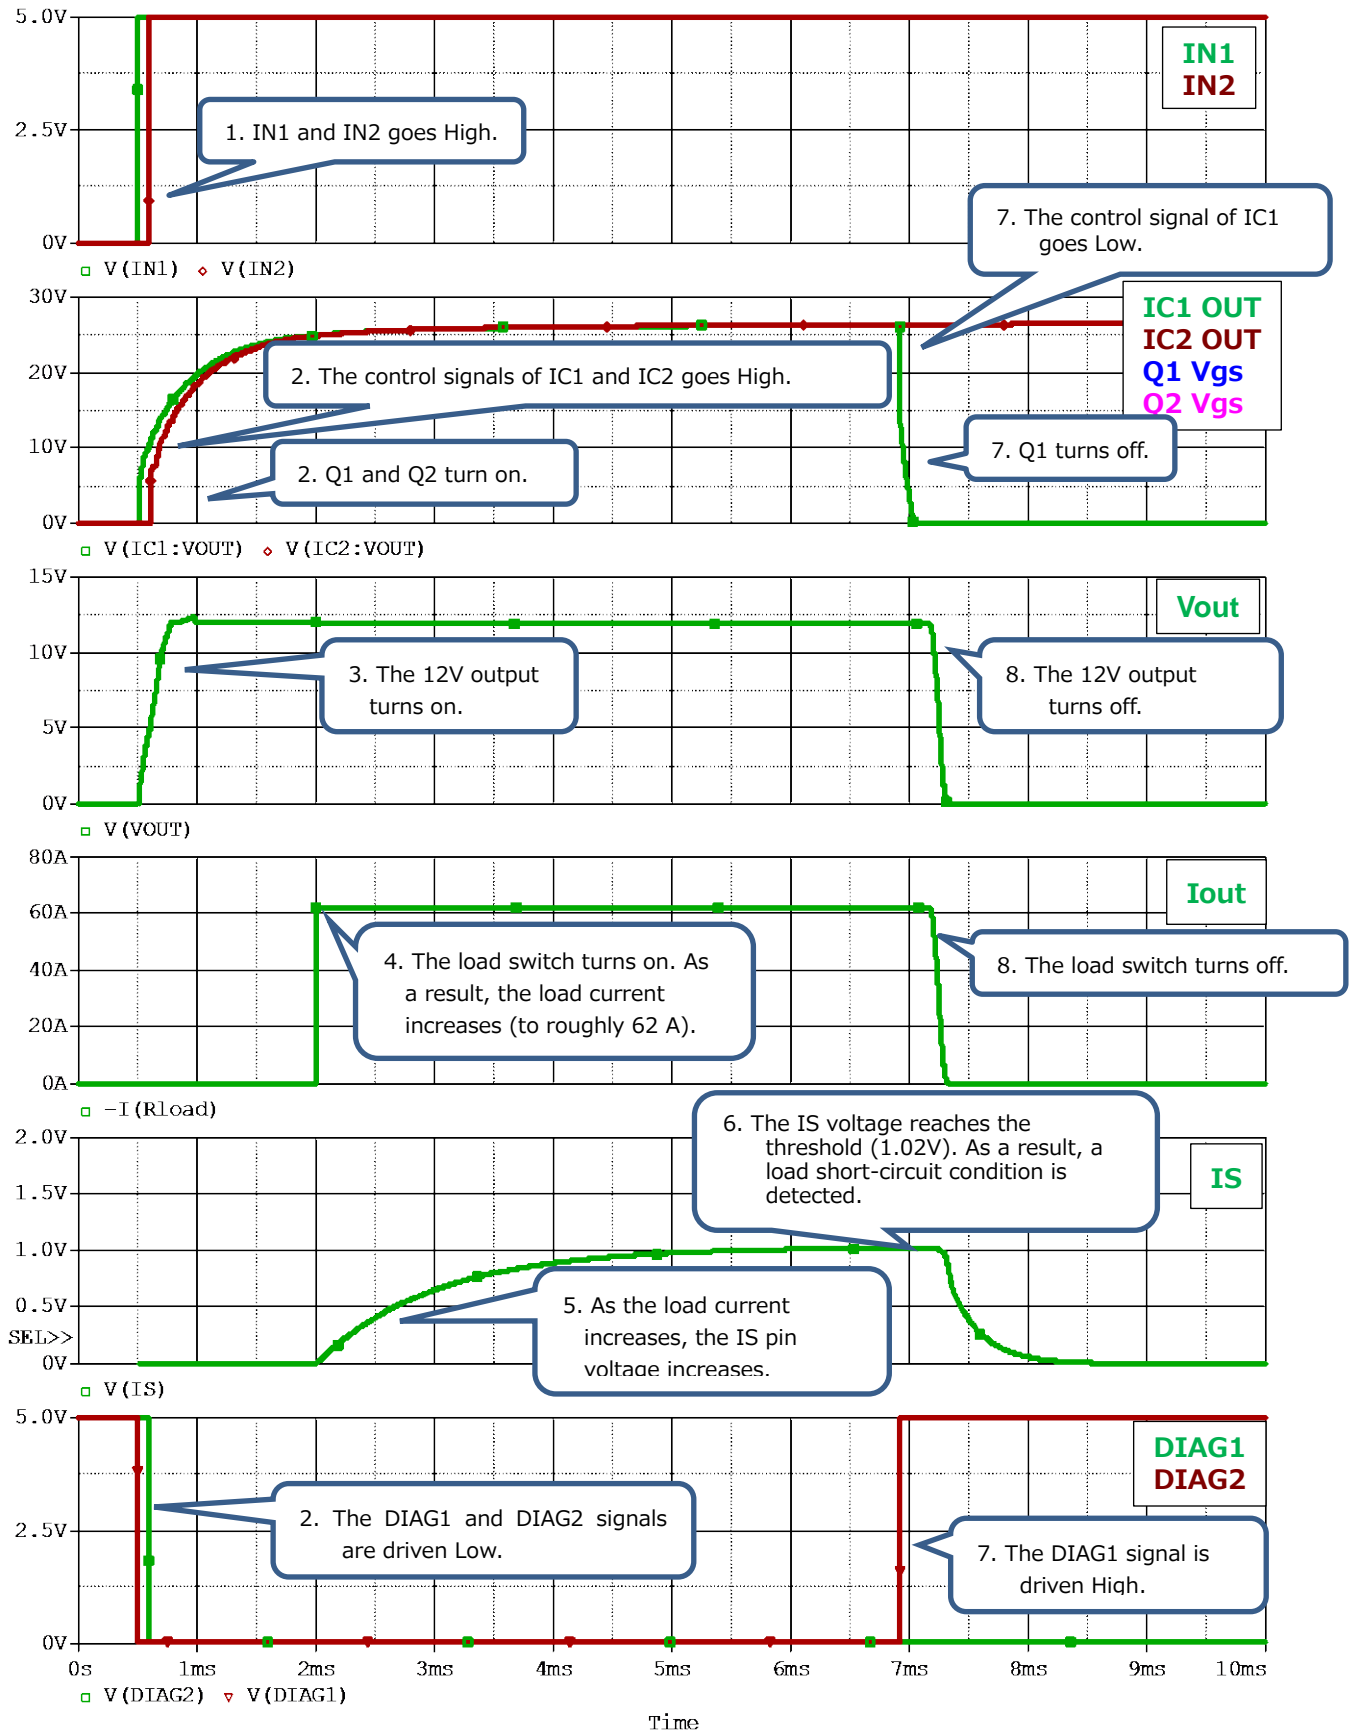 5.0V
2.5V
0V
IN1
IN2
1. IN1 and IN2 goes High.
7. The control signal of IC1
goes Low.
V(IN1) V(IN2)
30V
20V
10V
0V
IC1 OUT
IC2 OUT
Q1 Vgs
Q2 Vgs
2. The control signals of IC1 and IC2 goes High.
2. Q1 and Q2 turn on.
7. Q1 turns off.
V(IC1:VOUT) V(IC2:VOUT)
15V
10V
5V
0V
Vout
3. The 12V output
turns on.
8. The 12V output
turns off.
V(VOUT)
80A
60A
40A
20A
0A
Iout
4. The load switch turns on. As
a result, the load current
increases (to roughly 62 A).
8. The load switch turns off.
-I(Rload)
2.0V
1.5V
1.0V
0.5V
SEL>>
0V
6. The IS voltage reaches the
threshold (1.02V). As a result, a
load short-circuit condition is
detected.
IS
5. As the load current
increases, the IS pin
voltage increases.
V(IS)
5.0V
2.5V
0V
DIAG1
DIAG2
2. The DIAG1 and DIAG2 signals
are driven Low.
7. The DIAG1 signal is
driven High.
0s 1ms 2ms 3ms 4ms 5ms 6ms 7ms 8ms 9ms 10ms
V(DIAG2) V(DIAG1)
Time